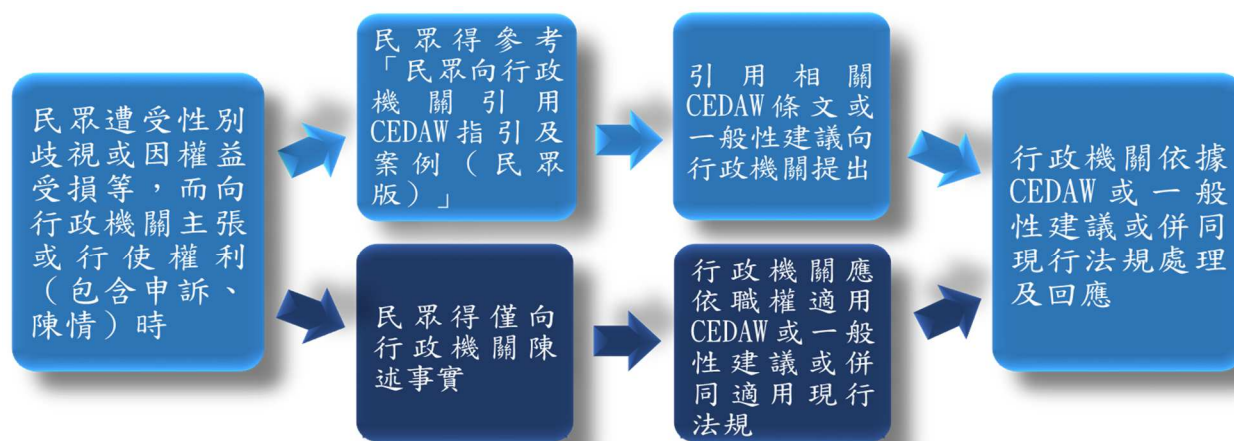 民眾遭受性別
歧視或因權益
受損等，而向
行政機關主張
或行使權利
（包含申訴、
陳情）時
民眾得參考
「民眾向行政
機關引用
CEDAW指引及
案例（民眾
版）」
引用相關
CEDAW條文或
一般性建議向
行政機關提出
民眾得僅向
行政機關陳
述事實
行政機關應
依職權適用
CEDAW或一般
性建議或併
同適用現行
法規
行政機關依據
CEDAW或一般
性建議或併同
現行法規處理
及回應